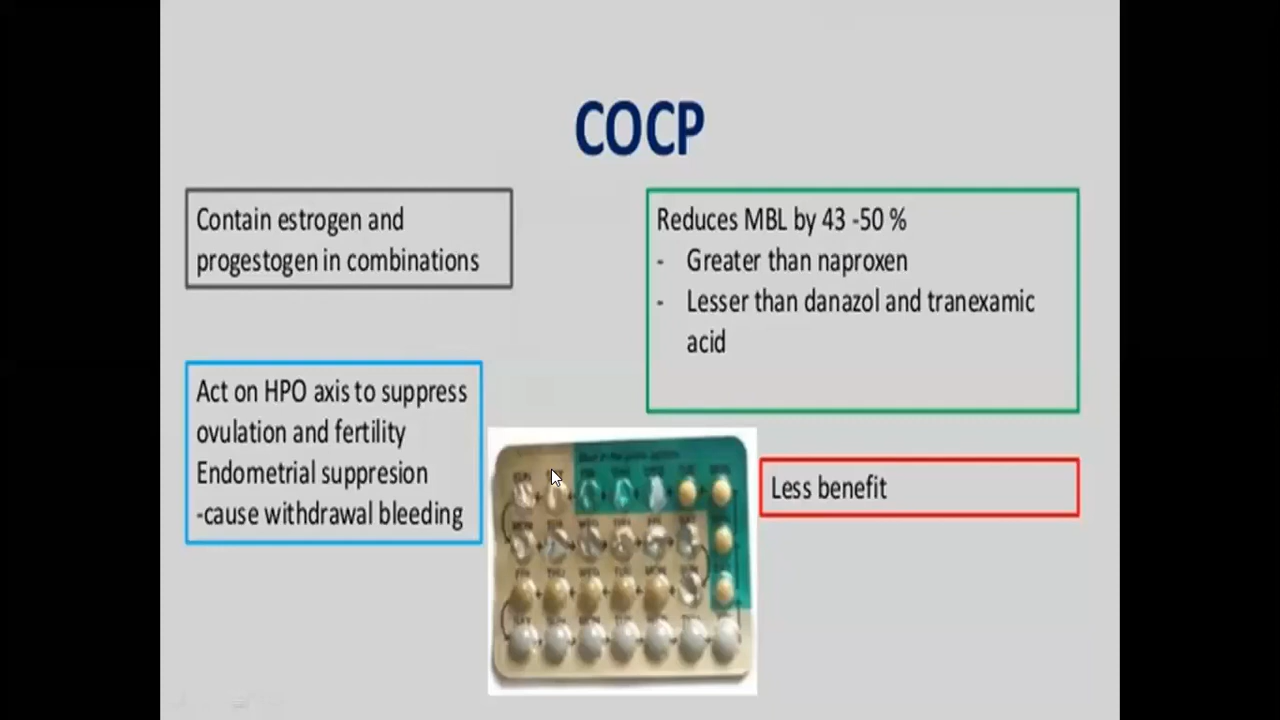 COCP
Contain estrogen and
progestogen in combinations
Reduces MBL by 43 -50 %
- Greater than naproxen
- Lesser than danazol and tranexamic
acid
Act on HPO axis to suppress
ovulation and fertility
Endometrial suppresion
-cause withdrawal bleeding
Less benefit